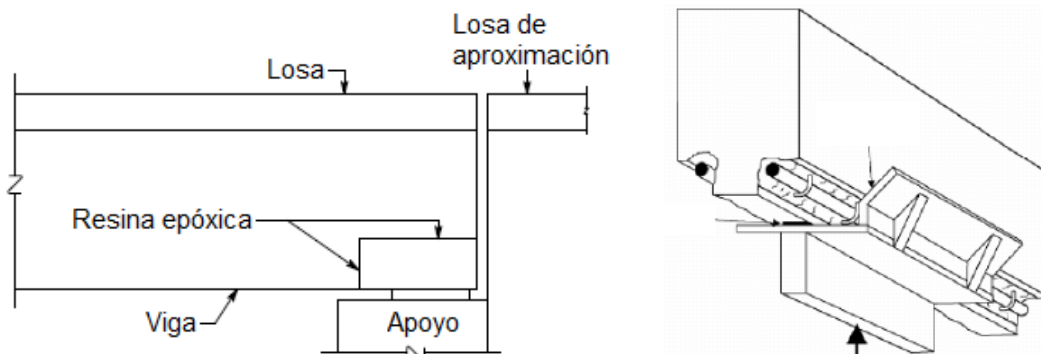 Losa de
aproximación
Losa
Resina epóxica
Viga
Apoyo